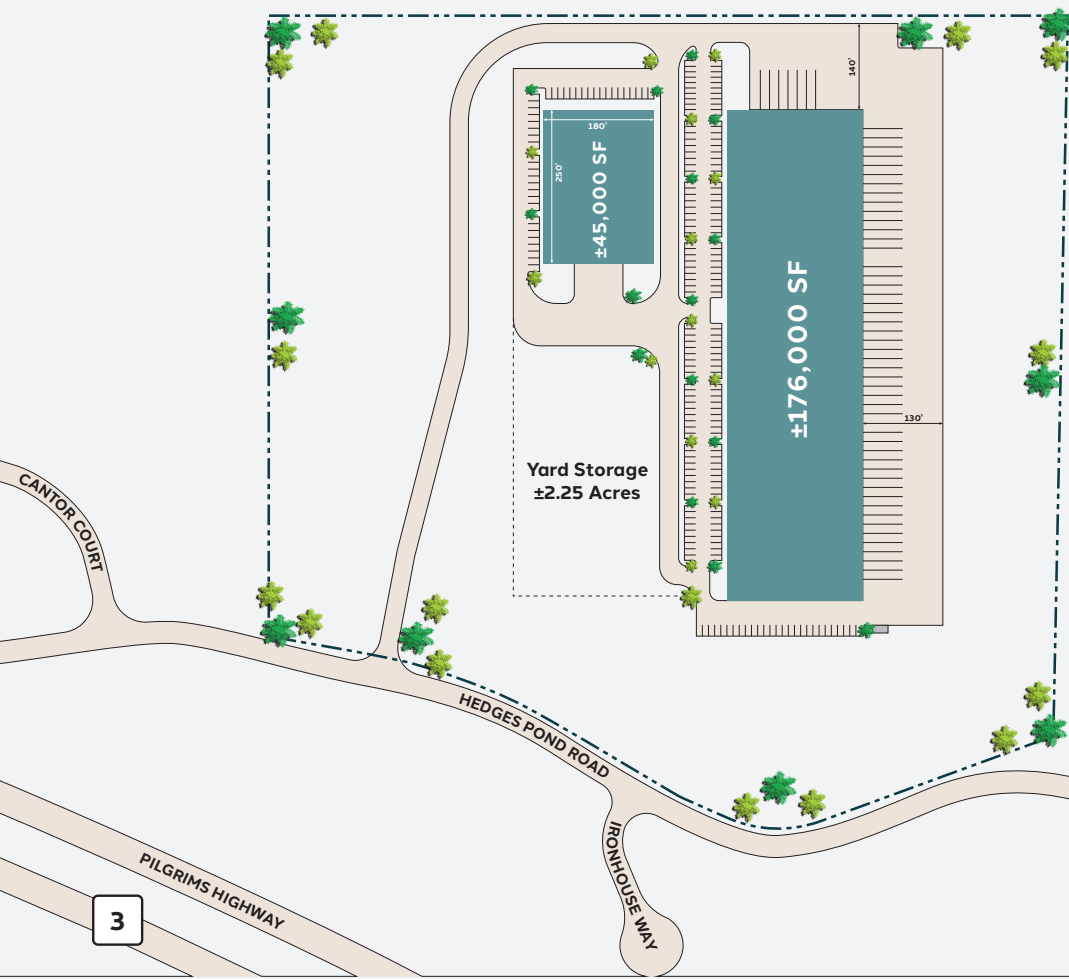 140'
180'
250'
±45,000 SF
±176,000 SF
130'
Yard Storage
±2.25 Acres
CANTOR COURT
HEDGES POND ROAD
IRONHOUSE WAY
PILGRIMS HIGHWAY
3